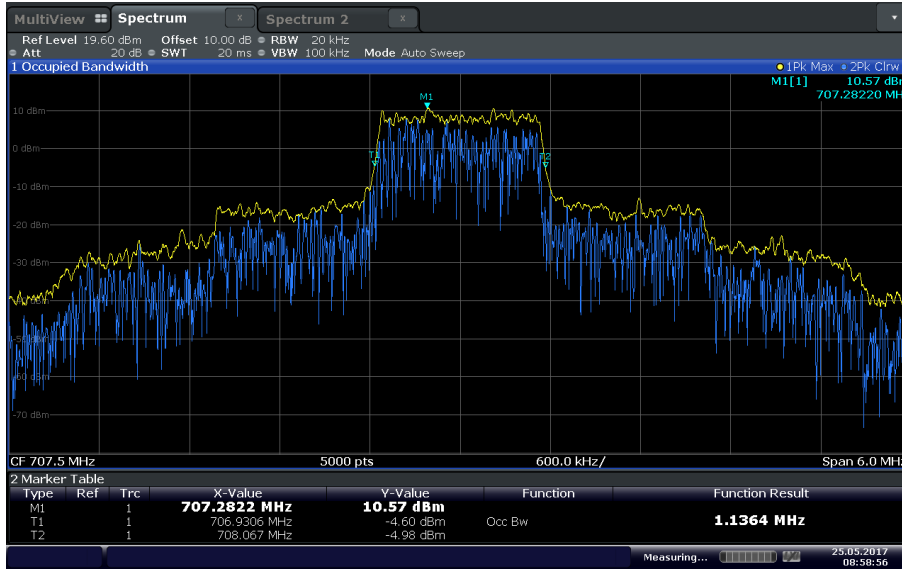 MultiView Spectrum x Spectrum 2 x
Ref Level 19.60 dBm Offset 10.00 dB RBW 20 kHz
Att 20 dB SWT 20 ms VBW 100 kHz Mode Auto Sweep
1 Occupied Bandwidth 1Pk Max 2Pk Clrw
M1[1] 10.57 dBm
707.28220 MHz
M1
10 dBm
0 dBm
T1 T2
-10 dBm
-20 dBm
-30 dBm
-60 dBm
-70 dBm
CF 707.5 MHz 5000 pts 600.0 kHz/ Span 6.0 MHz
2 Marker Table
Type Ref Trc X-Value Y-Value Function Function Result
M1 1 707.2822 MHz 10.57 dBm
T1 1 706.9306 MHz -4.60 dBm Occ Bw 1.1364 MHz
T2 1 708.067 MHz -4.98 dBm
Measuring... 25.05.2017
08:58:56